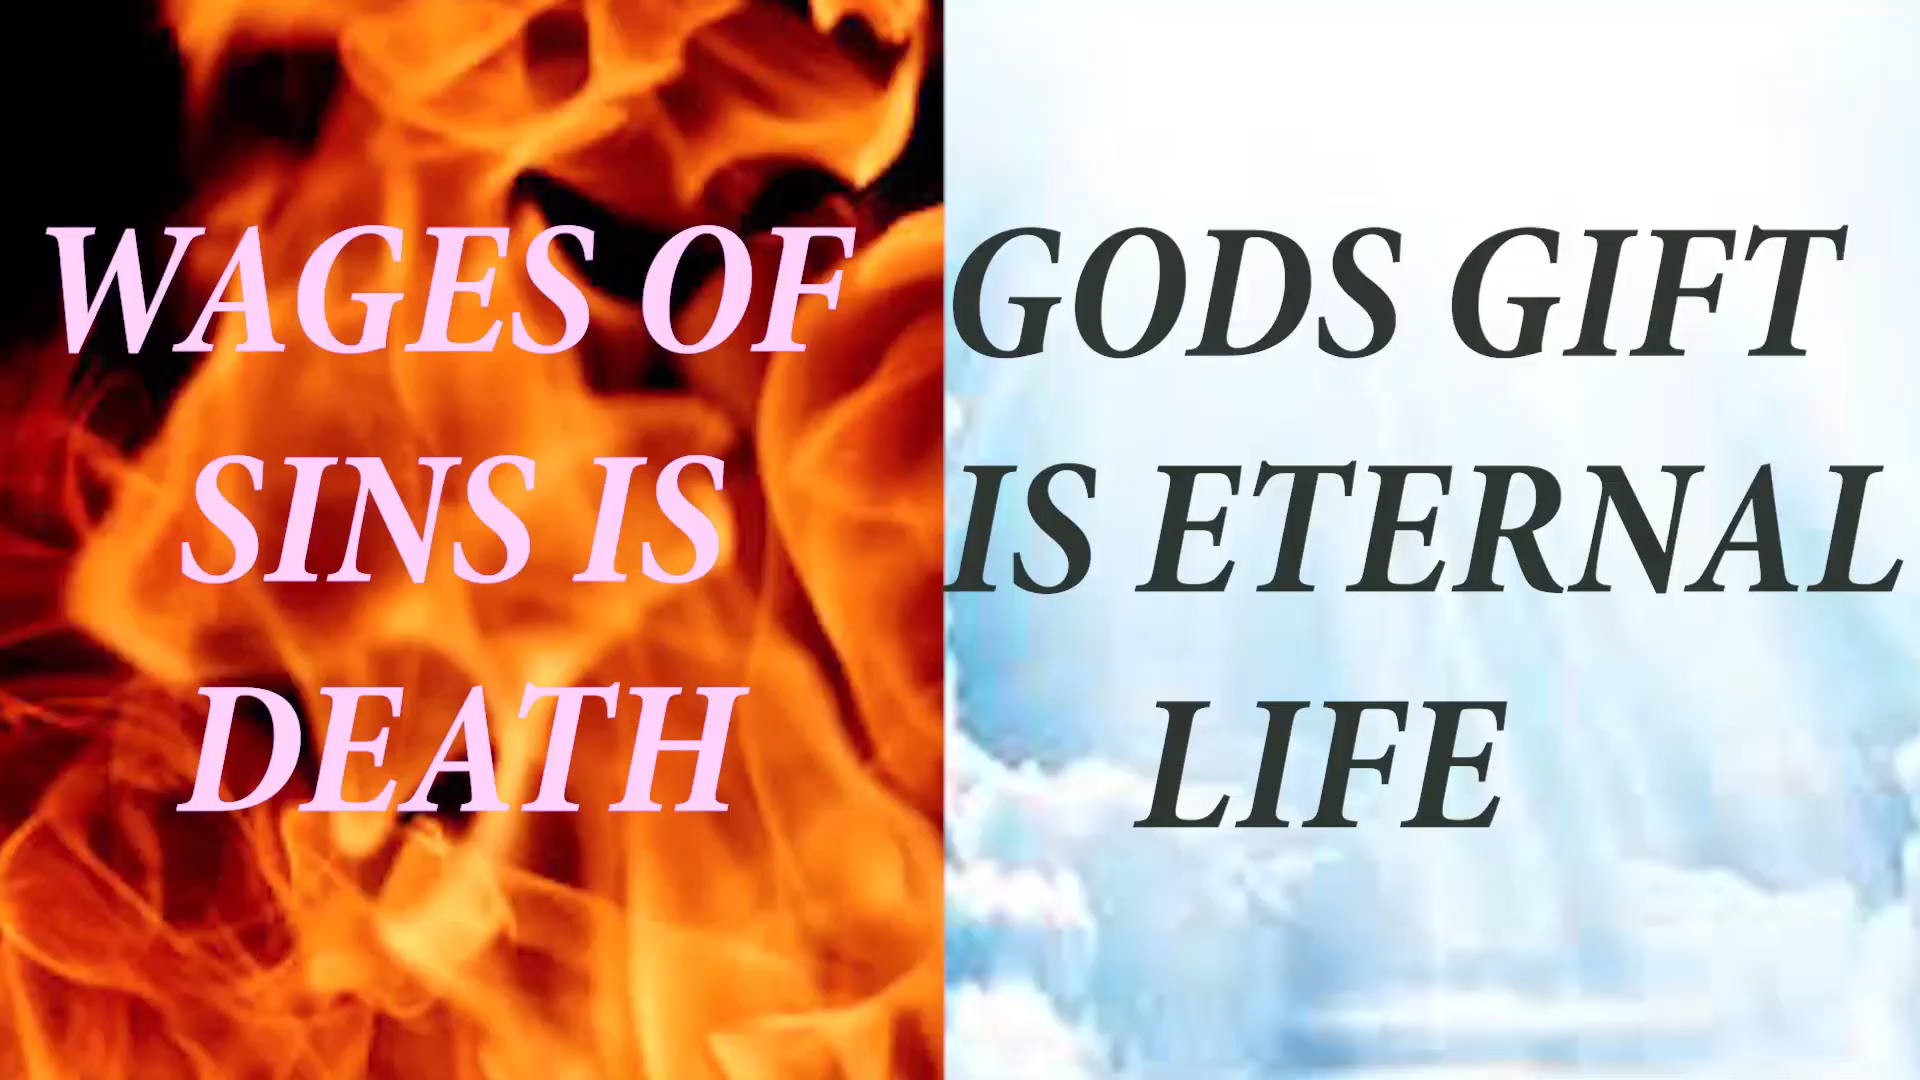 WAGES OF
SINS IS
DEATH
GODS GIFT
IS ETERNAL
LIFE